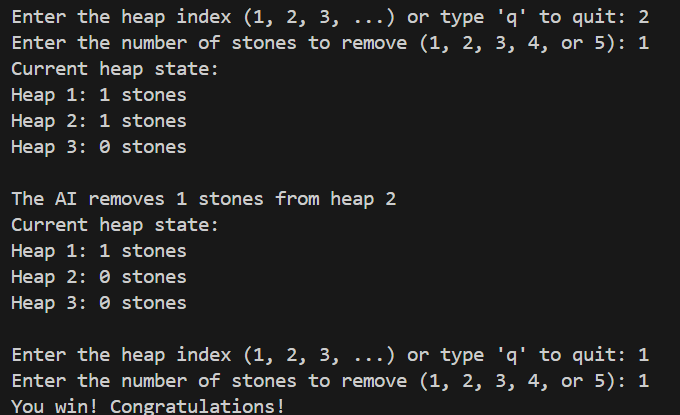 Enter the heap index (1, 2, 3, ...) or type 'q' to quit: 2
Enter the number of stones to remove (1, 2, 3, 4, or 5): 1
Current heap state:
Heap 1: 1 stones
Heap 2: 1 stones
Heap 3: 0 stones
The AI removes 1 stones from heap 2
Current heap state:
Heap 1: 1 stones
Heap 2: 0 stones
Heap 3: 0 stones
Enter the heap index (1, 2, 3, ...) or type 'q' to quit: 1
Enter the number of stones to remove (1, 2, 3, 4, or 5): 1
You win! Congratulations!